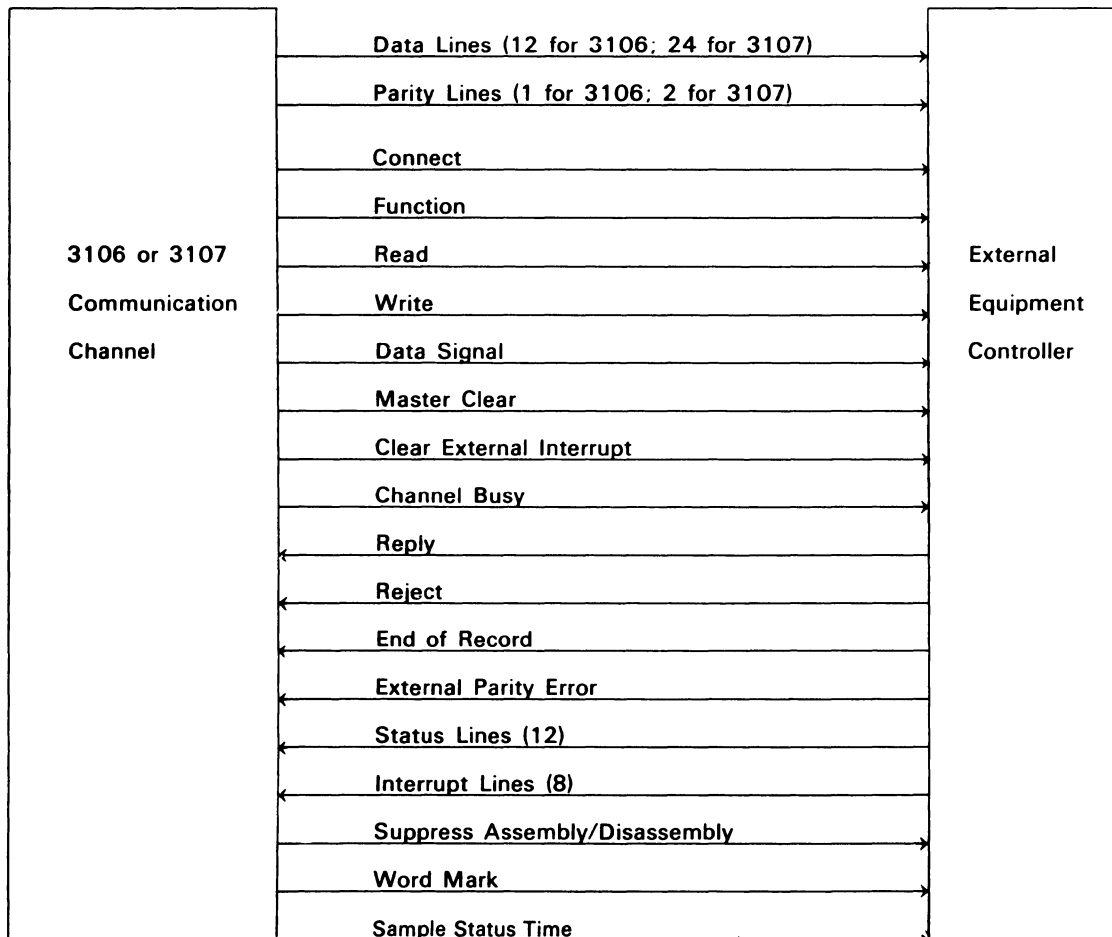 Data Lines (12 for 3106; 24 for 3107)
Parity Lines (1 for 3106; 2 for 3107)
Connect
Function
3106 or 3107
Communication
Channel
Read
Write
Data Signal
External
Equipment
Controller
Master Clear
Clear External Interrupt
Channel Busy
Reply
Reject
End of Record
External Parity Error
Status Lines (12)
Interrupt Lines (8)
Suppress Assembly/Disassembly
Word Mark
Sample Status Time